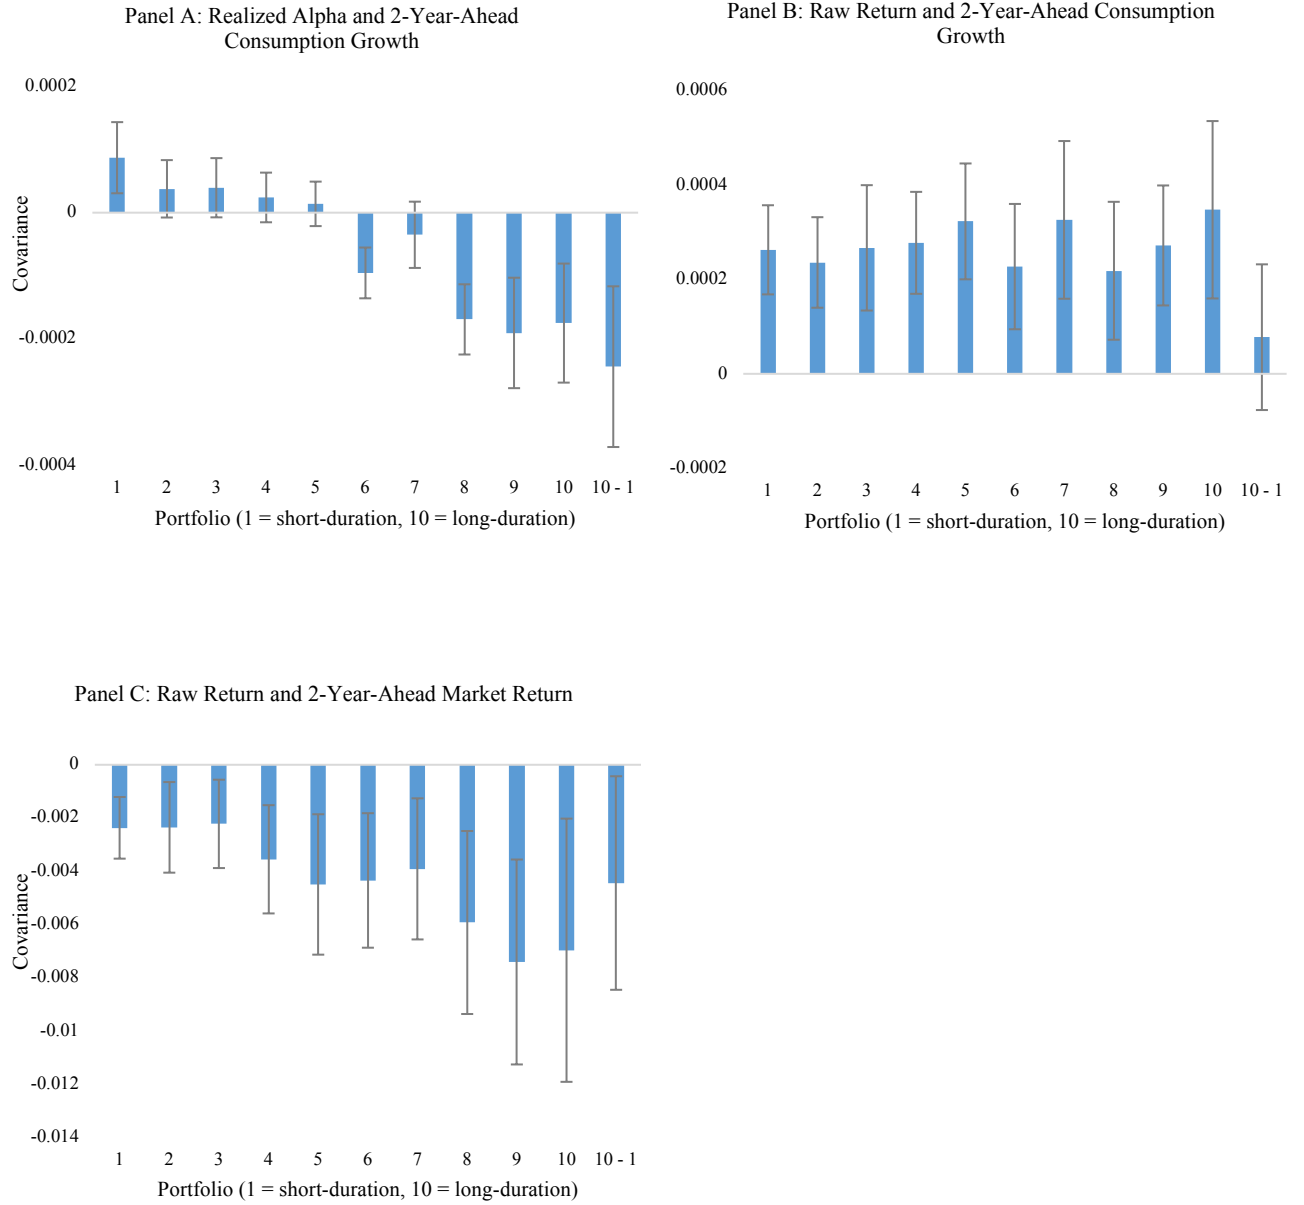 Panel A: Realized Alpha and 2-Year-Ahead
Consumption Growth
0.0002
0
-0.0002
-0.0004
Covariance
1 2 3 4 5 6 7 8 9 10 10 - 1
Portfolio (1 = short-duration, 10 = long-duration)
Panel B: Raw Return and 2-Year-Ahead Consumption
Growth
0.0006
0.0004
0.0002
0
-0.0002
1 2 3 4 5 6 7 8 9 10 10 - 1
Portfolio (1 = short-duration, 10 = long-duration)
Panel C: Raw Return and 2-Year-Ahead Market Return
0
-0.002
-0.004
-0.006
-0.008
-0.01
-0.012
-0.014
Covariance
1 2 3 4 5 6 7 8 9 10 10 - 1
Portfolio (1 = short-duration, 10 = long-duration)